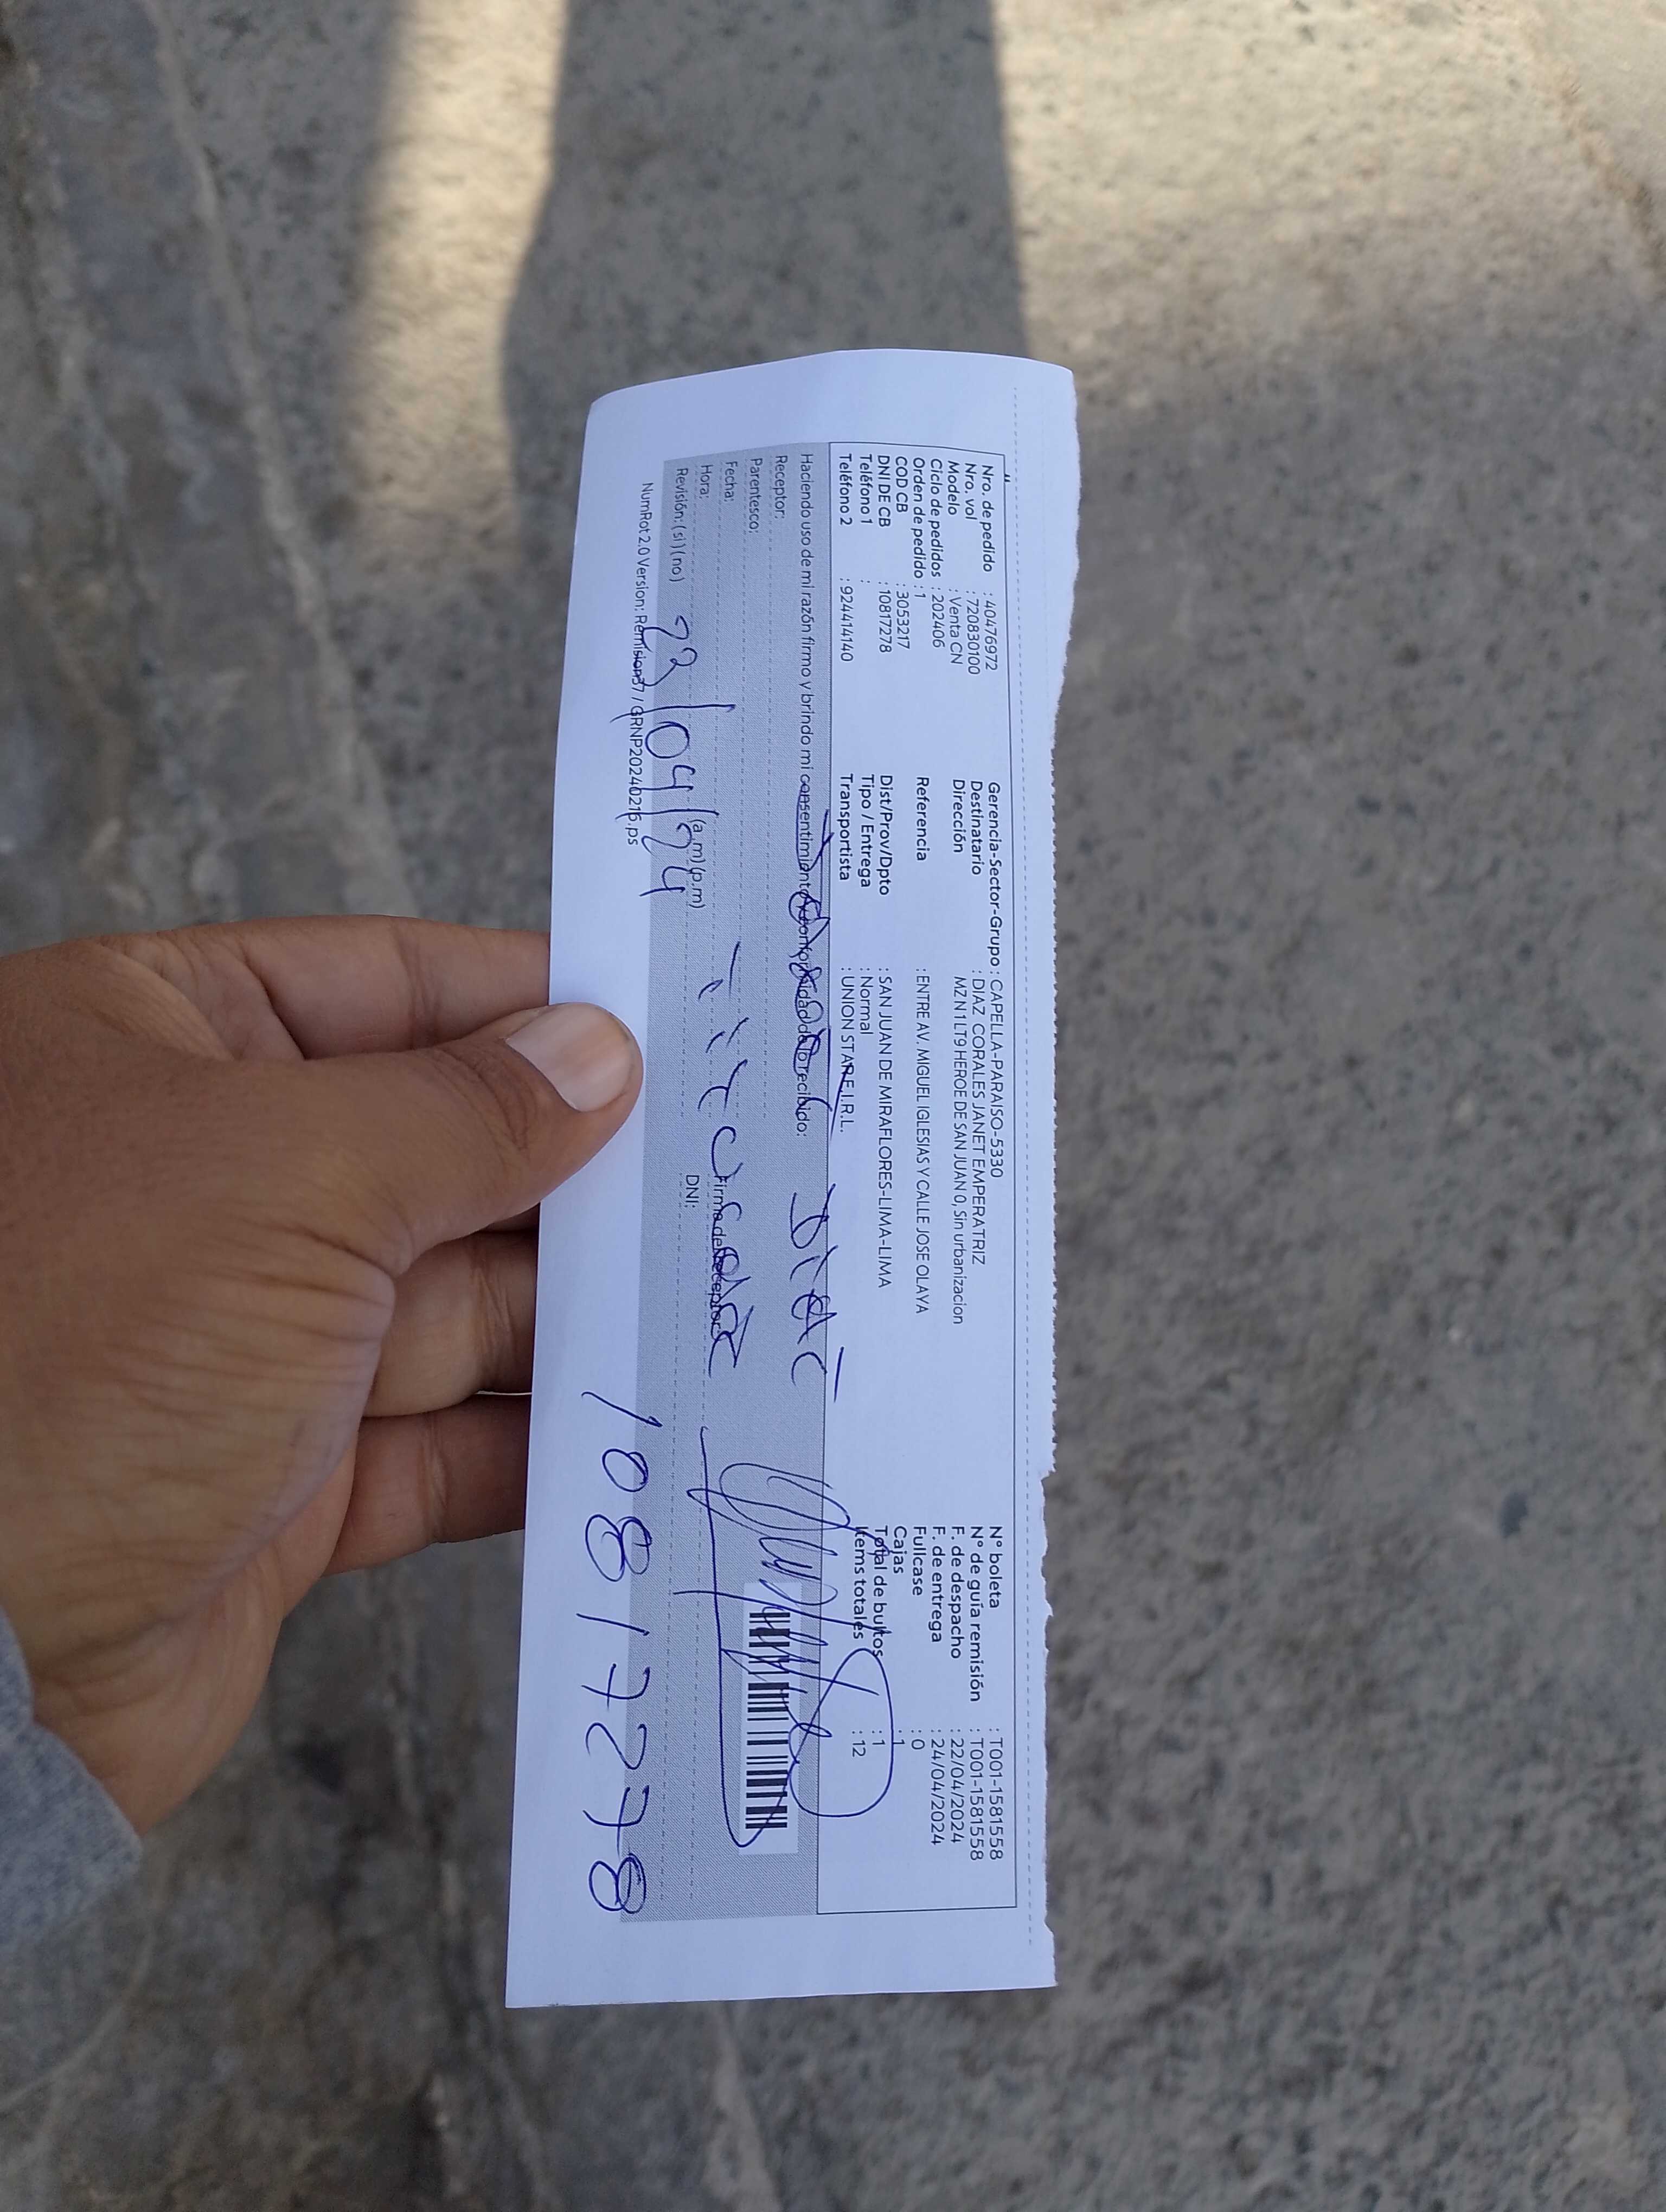 Nro. de pedido : 40476972
Nro. vol : 720830100
Modelo : Venta CN
Ciclo de pedidos : 202406
Orden de pedido : 1
COD CB : 3053217
DNI DE CB : 10817278
Teléfono 1 :
Teléfono 2 : 924414140
Gerencia-Sector-Grupo : CAPELLA-PARAISO-5330
Destinatario : DIAZ CORALES JANET EMPERATRIZ
Dirección MZ N1 LT9 HEROE DE SAN JUAN 0, Sin urbanizacion
Referencia : ENTRE AV. MIGUEL IGLESIAS Y CALLE JOSE OLAYA
Dist/Prov/Dpto : SAN JUAN DE MIRAFLORES-LIMA-LIMA
Tipo / Entrega : Normal
Transportista : UNION STAR E.I.R.L.
N° boleta : T001-1581558
N° de guía remisión : T001-1581558
F. de despacho : 22/04/2024
F. de entrega : 24/04/2024
Fullcase : 0
Cajas : 1
Total de bultos : 1
Items totales : 12
Haciendo uso de mi razón firmo y brindo mi consentimiento y conformidad de lo recibido:
Receptor:
Diaz
Parentesco:
Fecha:
Hora: (a.m) (p.m)
Firma del Receptor
Revisión: (si) (no)
DNI:
23/04/24
10817278
NumRot 2.0 Version: Remision37 / GRNP20240216.ps